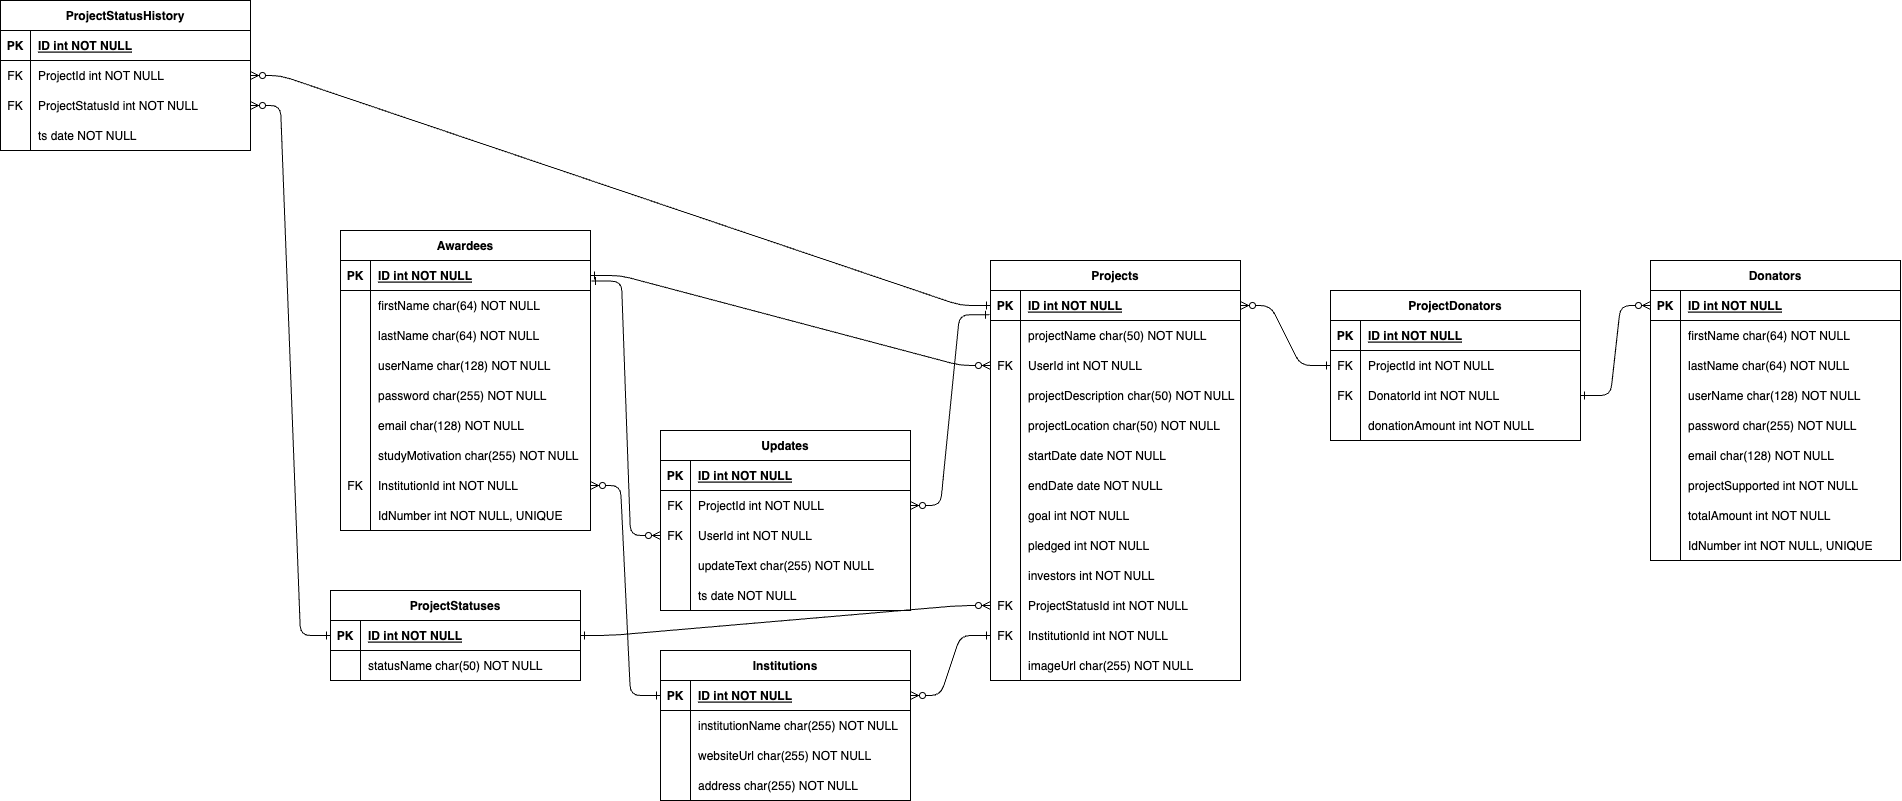 ProjectStatusHistory
PK ID int NOT NULL
FK ProjectId int NOT NULL
FK ProjectStatusId int NOT NULL
ts date NOT NULL
Awardees
PK ID int NOT NULL
firstName char(64) NOT NULL
lastName char(64) NOT NULL
userName char(128) NOT NULL
password char(255) NOT NULL
email char(128) NOT NULL
studyMotivation char(255) NOT NULL
FK InstitutionId int NOT NULL
IdNumber int NOT NULL, UNIQUE
ProjectStatuses
PK ID int NOT NULL
statusName char(50) NOT NULL
Updates
PK ID int NOT NULL
FK ProjectId int NOT NULL
FK UserId int NOT NULL
updateText char(255) NOT NULL
ts date NOT NULL
Institutions
PK ID int NOT NULL
institutionName char(255) NOT NULL
websiteUrl char(255) NOT NULL
address char(255) NOT NULL
Projects
PK ID int NOT NULL
projectName char(50) NOT NULL
FK UserId int NOT NULL
projectDescription char(50) NOT NULL
projectLocation char(50) NOT NULL
startDate date NOT NULL
endDate date NOT NULL
goal int NOT NULL
pledged int NOT NULL
investors int NOT NULL
FK ProjectStatusId int NOT NULL
FK InstitutionId int NOT NULL
imageUrl char(255) NOT NULL
ProjectDonators
PK ID int NOT NULL
FK ProjectId int NOT NULL
FK DonatorId int NOT NULL
donationAmount int NOT NULL
Donators
PK ID int NOT NULL
firstName char(64) NOT NULL
lastName char(64) NOT NULL
userName char(128) NOT NULL
password char(255) NOT NULL
email char(128) NOT NULL
projectSupported int NOT NULL
totalAmount int NOT NULL
IdNumber int NOT NULL, UNIQUE